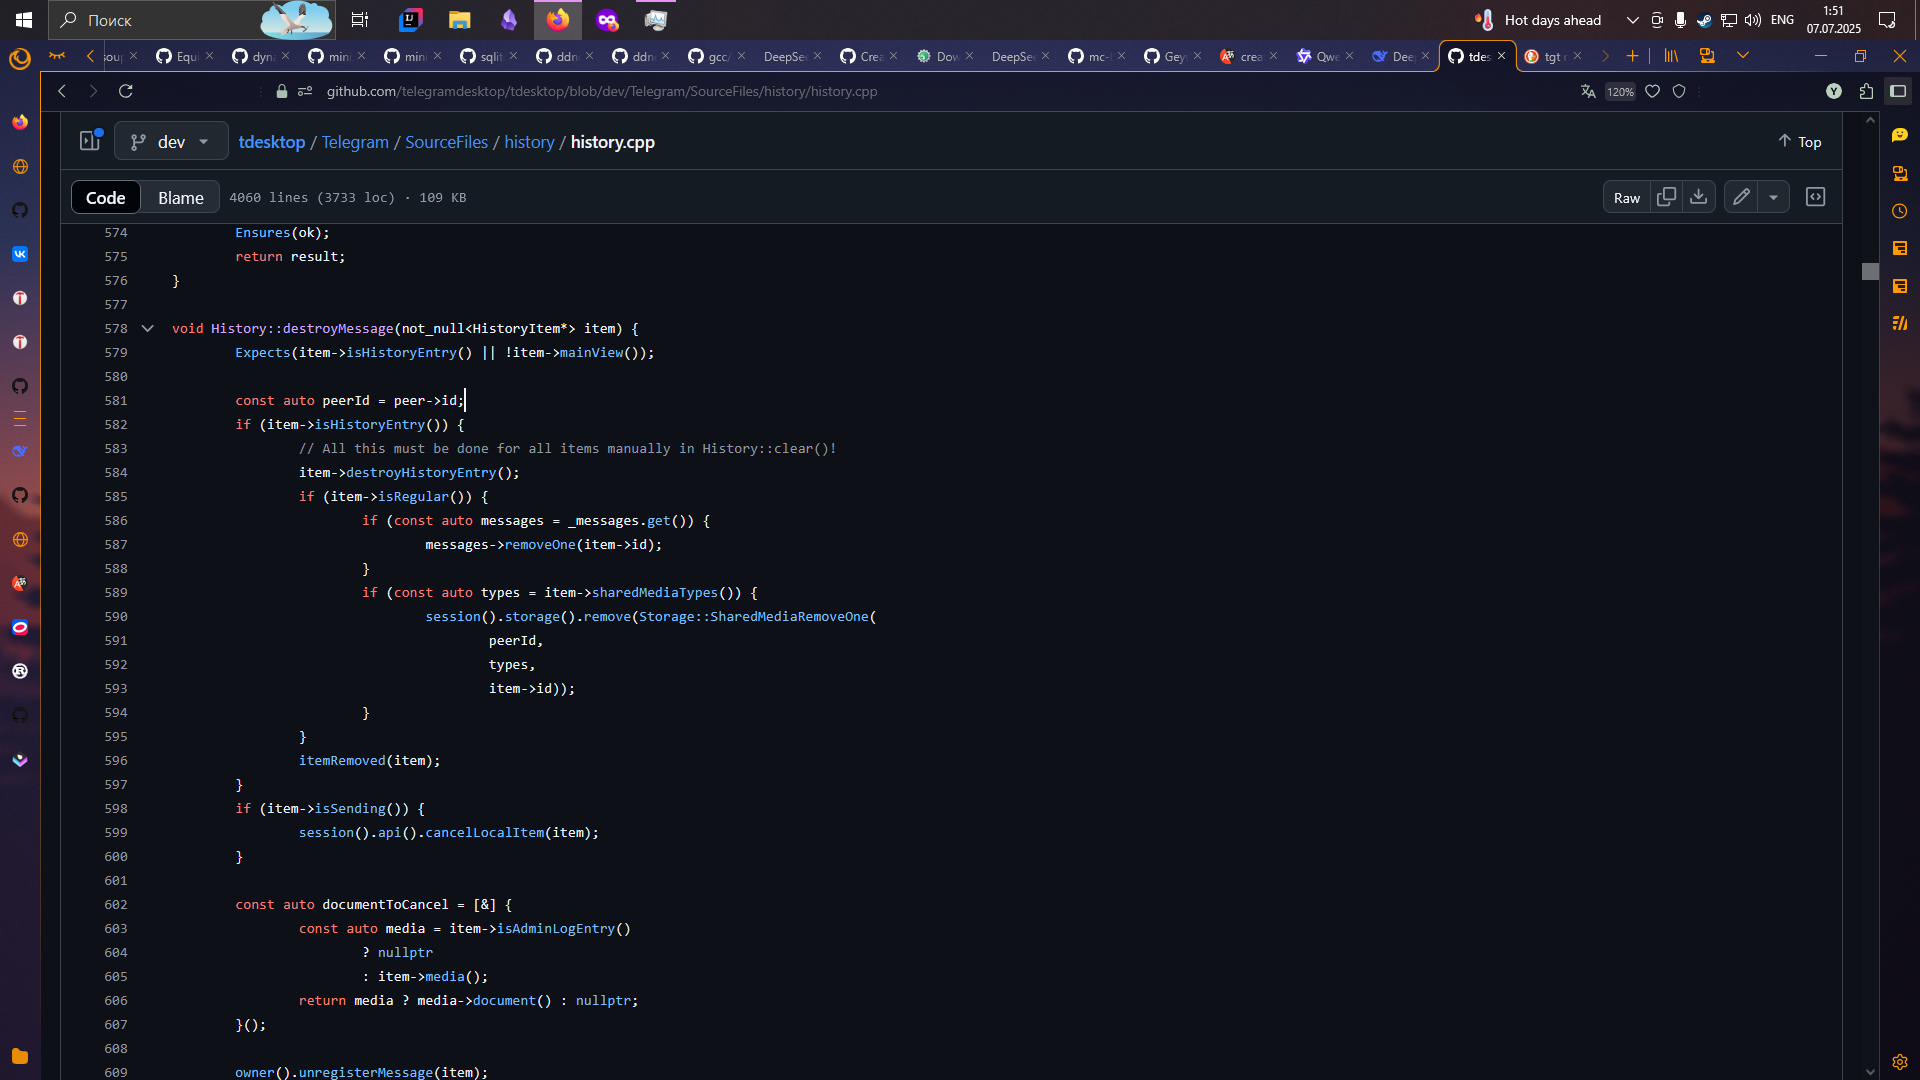 Поиск
Hot days ahead
ENG
1:51
07.07.2025
soup
Equi
dyna
mini
mini
sqlit
ddn
ddn
gcc/
DeepSee
Crea
Dow
DeepSee
mc-
Gey
crea
Qwe
Deep
tdes
tgt
github.com/telegramdesktop/tdesktop/blob/dev/Telegram/SourceFiles/history/history.cpp
120%
Y
dev
tdesktop / Telegram / SourceFiles / history / history.cpp
Top
Code
Blame
4060 lines (3733 loc) · 109 KB
Raw
574 Ensures(ok);
575 return result;
576 }
577
578 void History::destroyMessage(not_null<HistoryItem*> item) {
579 Expects(item->isHistoryEntry() || !item->mainView());
580
581 const auto peerId = peer->id;
582 if (item->isHistoryEntry()) {
583 // All this must be done for all items manually in History::clear()!
584 item->destroyHistoryEntry();
585 if (item->isRegular()) {
586 if (const auto messages = _messages.get()) {
587 messages->removeOne(item->id);
588 }
589 if (const auto types = item->sharedMediaTypes()) {
590 session().storage().remove(Storage::SharedMediaRemoveOne(
591 peerId,
592 types,
593 item->id));
594 }
595 }
596 itemRemoved(item);
597 }
598 if (item->isSending()) {
599 session().api().cancelLocalItem(item);
600 }
601
602 const auto documentToCancel = [&] {
603 const auto media = item->isAdminLogEntry()
604 ? nullptr
605 : item->media();
606 return media ? media->document() : nullptr;
607 }();
608
609 owner().unregisterMessage(item);